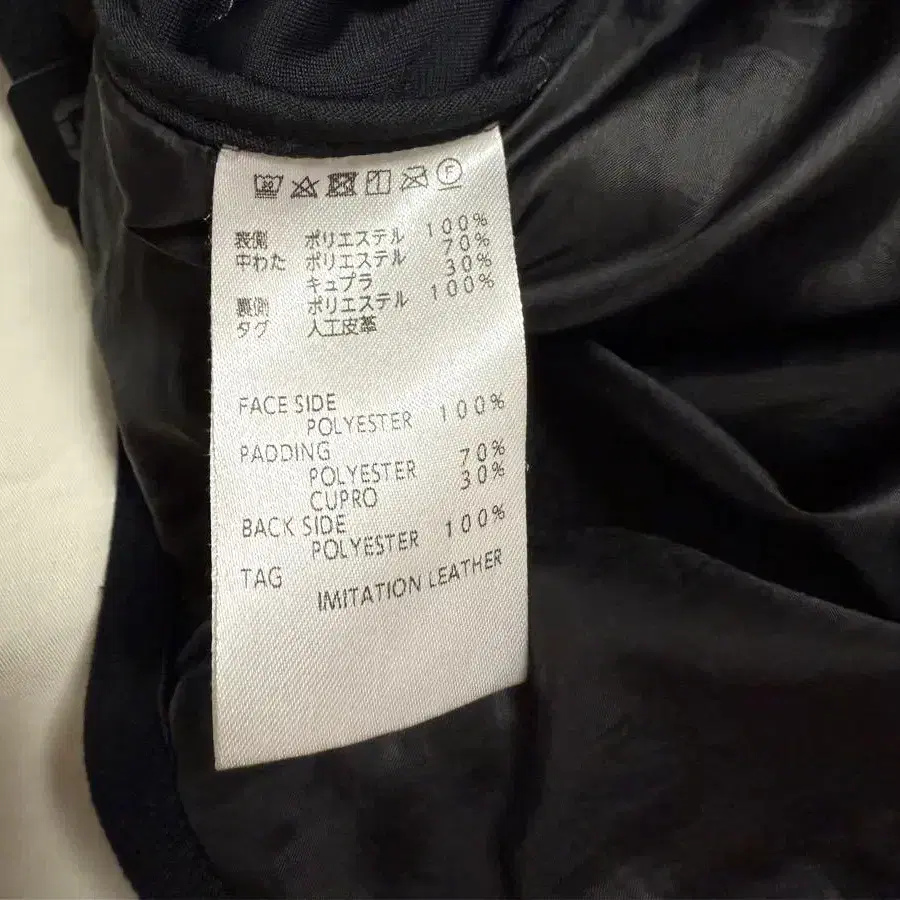 30 F
表側 ポリエステル 100%
中わた ポリエステル 70%
キュプラ 30%
裏側 ポリエステル 100%
タグ 人工皮革
FACE SIDE
POLYESTER 100%
PADDING
POLYESTER 70%
CUPRO 30%
BACK SIDE
POLYESTER 100%
TAG
IMITATION LEATHER